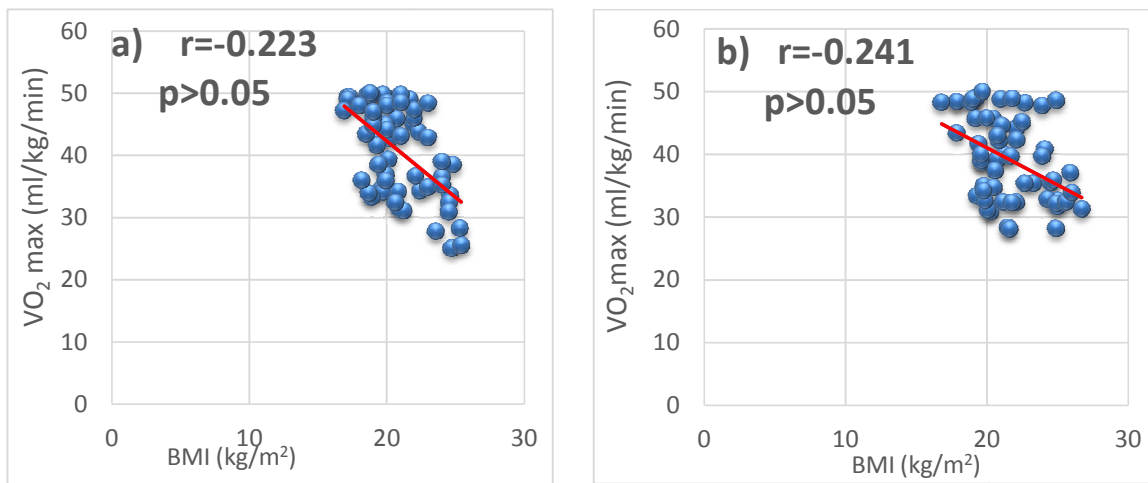 a) r=-0.223
p>0.05
VO₂ max (ml/kg/min)
60
50
40
30
20
10
0
0 10 20 30
BMI (kg/m²)
b) r=-0.241
p>0.05
VO₂max (ml/kg/min)
60
50
40
30
20
10
0
0 10 20 30
BMI (kg/m²)